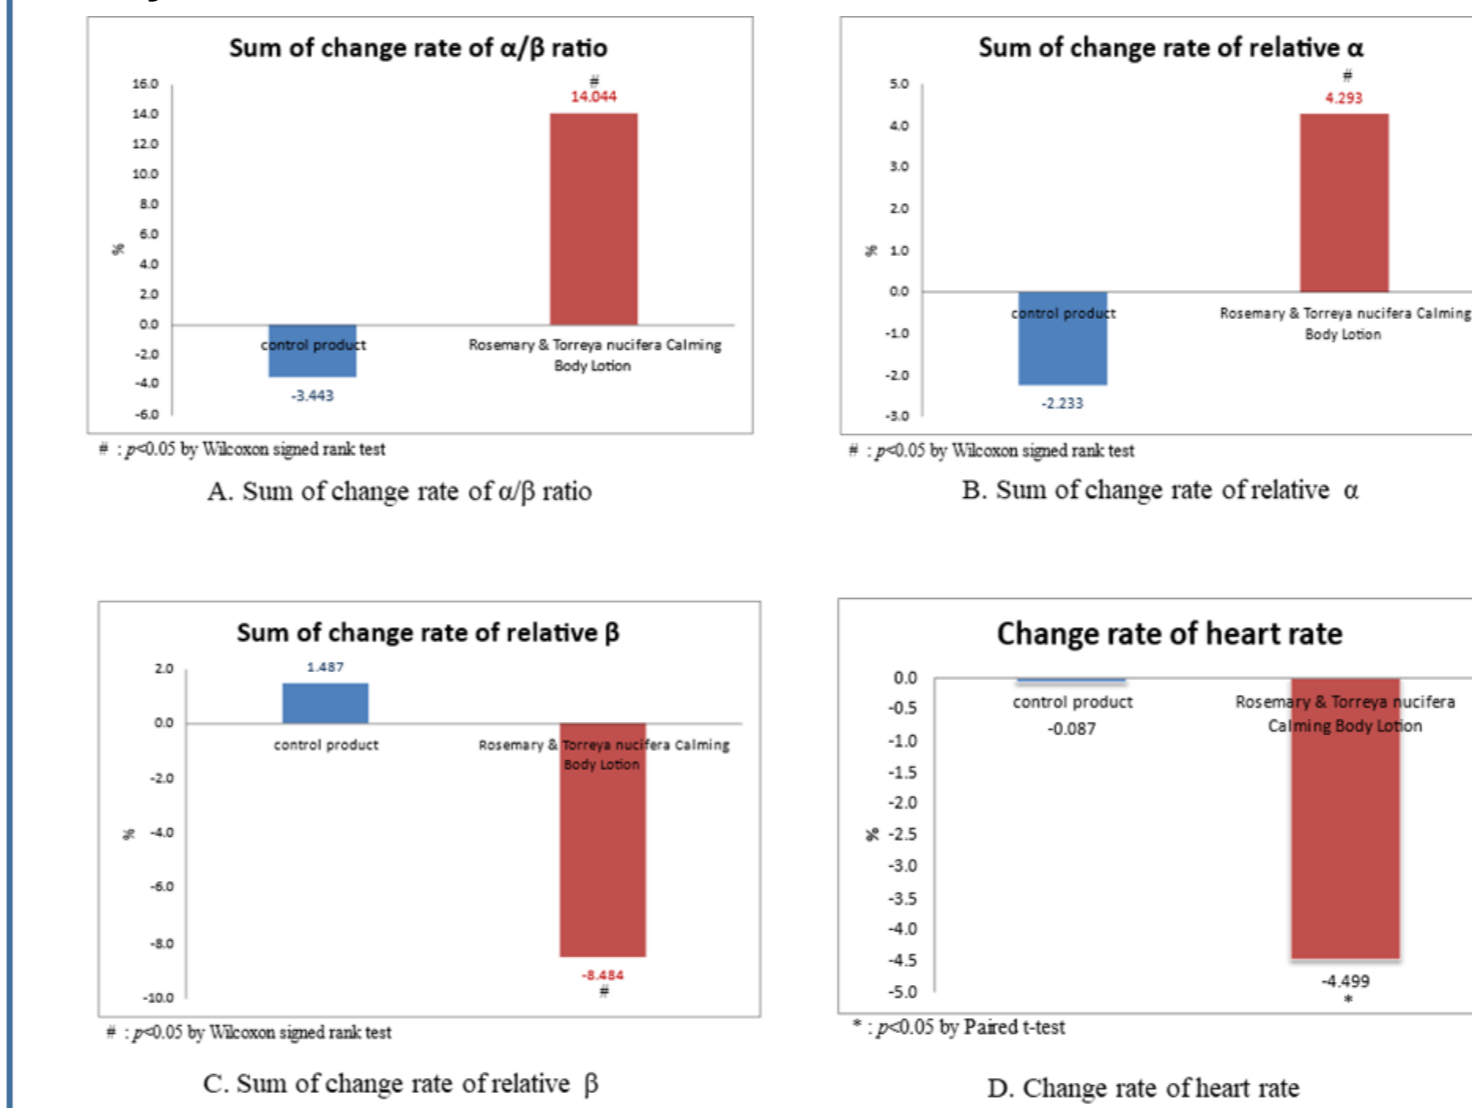 Sum of change rate of α/β ratio
16.0
14.0
12.0
10.0
8.0
6.0
4.0
2.0
0.0
-2.0
-4.0
-6.0
%
#
14.044
control product
-3.443
Rosemary & Torreya nucifera Calming
Body Lotion
# : p<0.05 by Wilcoxon signed rank test
A. Sum of change rate of α/β ratio
Sum of change rate of relative α
5.0
4.0
3.0
2.0
1.0
0.0
-1.0
-2.0
-3.0
%
#
4.293
control product
-2.233
Rosemary & Torreya nucifera Calming
Body Lotion
# : p<0.05 by Wilcoxon signed rank test
B. Sum of change rate of relative α
Sum of change rate of relative β
2.0
0.0
-2.0
-4.0
-6.0
-8.0
-10.0
%
1.487
control product
Rosemary & Torreya nucifera Calming
Body Lotion
-8.484
#
# : p<0.05 by Wilcoxon signed rank test
C. Sum of change rate of relative β
Change rate of heart rate
0.0
-0.5
-1.0
-1.5
-2.0
-2.5
-3.0
-3.5
-4.0
-4.5
-5.0
%
control product
-0.087
Rosemary & Torreya nucifera
Calming Body Lotion
-4.499
*
* : p<0.05 by Paired t-test
D. Change rate of heart rate